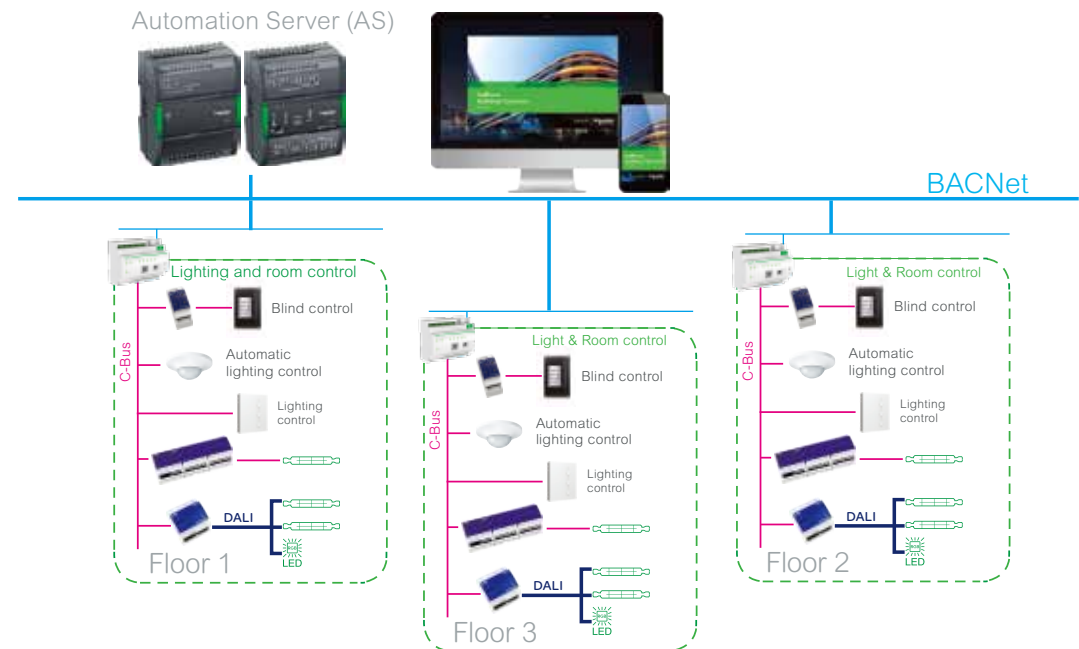 Automation Server (AS)
BACNet
Lighting and room control
Blind control
C-Bus
Automatic
lighting control
Lighting
control
DALI
LED
Floor 1
Light & Room control
Blind control
C-Bus
Automatic
lighting control
Lighting
control
DALI
LED
Floor 3
Light & Room control
Blind control
C-Bus
Automatic
lighting control
Lighting
control
DALI
LED
Floor 2